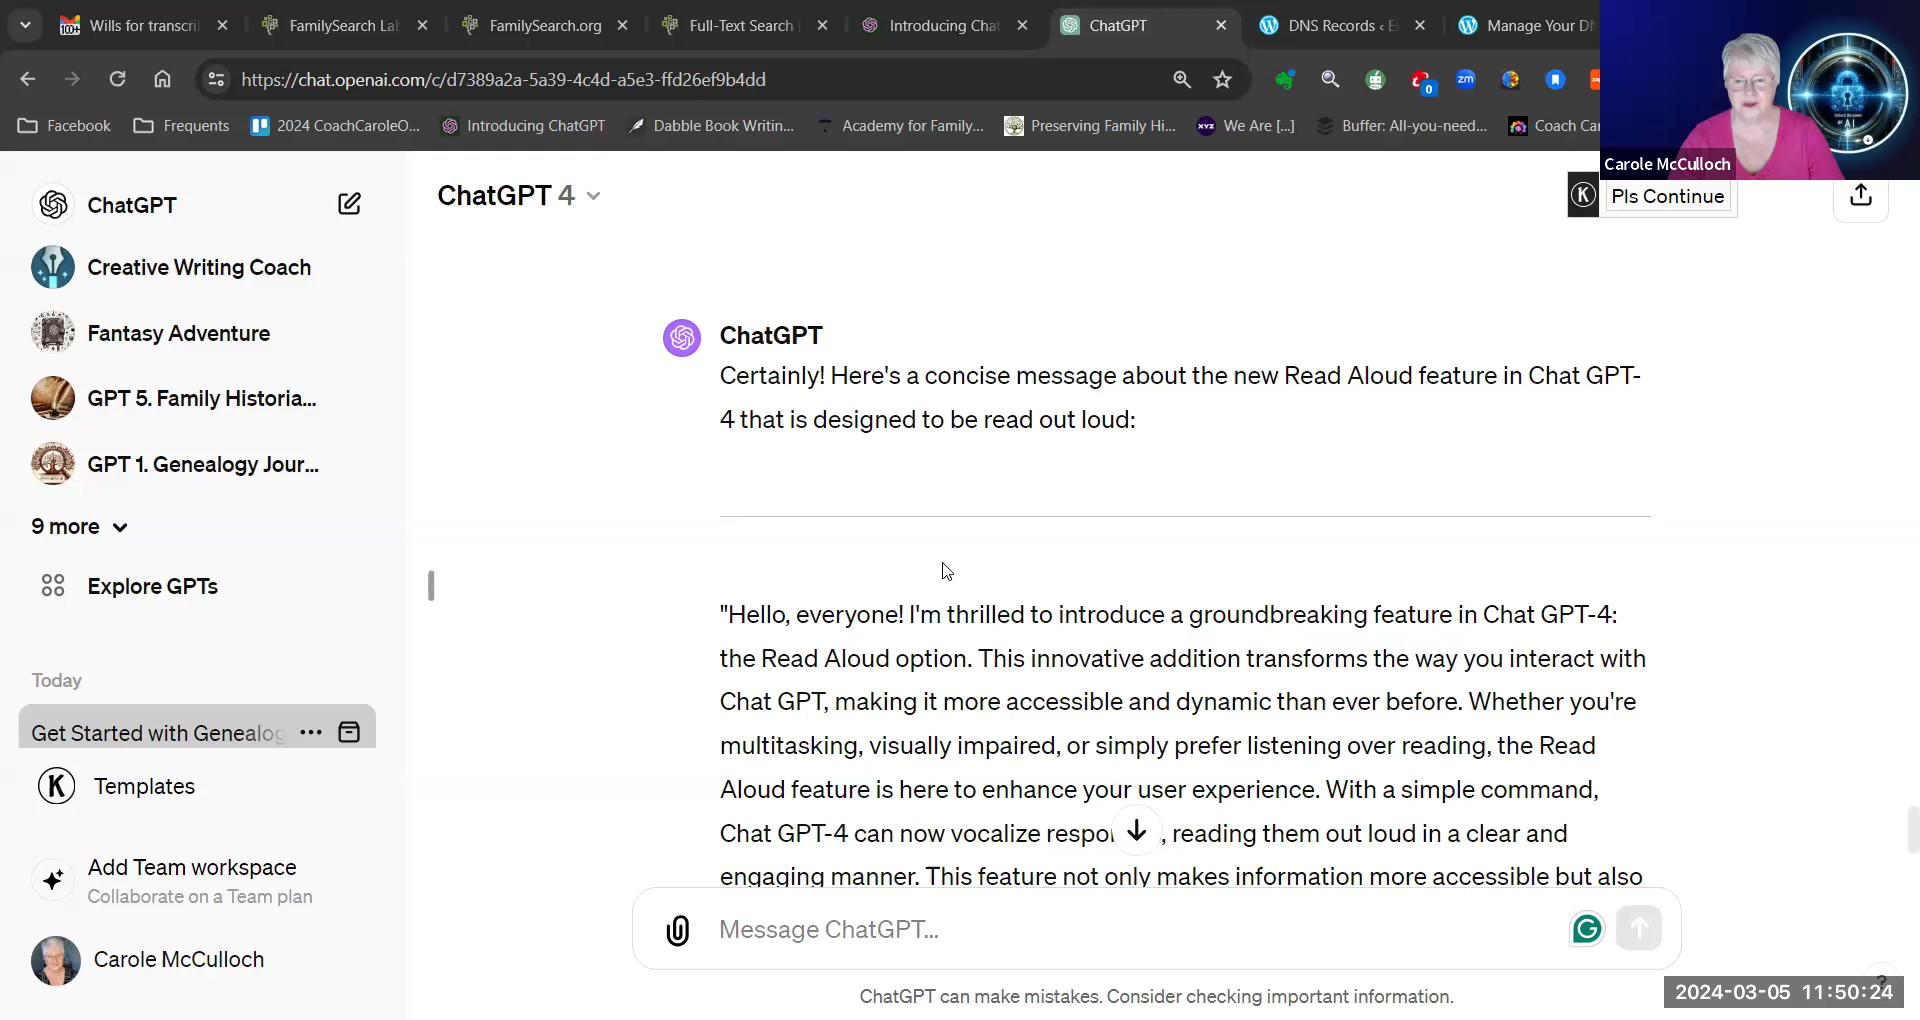 Wills for transcri
FamilySearch La
FamilySearch.org
Full-Text Search
Introducing Cha
ChatGPT
DNS Records ‹ E
Manage Your D
https://chat.openai.com/c/d7389a2a-5a39-4c4d-a5e3-ffd26ef9b4dd
0
zm
Facebook
Frequents
2024 CoachCaroleO...
Introducing ChatGPT
Dabble Book Writin...
Academy for Family...
Preserving Family Hi...
XYZ
We Are [...]
Buffer: All-you-need...
Coach Ca
AI
Carole McCulloch
ChatGPT
Creative Writing Coach
Fantasy Adventure
GPT 5. Family Historia...
GPT 1. Genealogy Jour...
9 more
Explore GPTs
Today
Get Started with Genealog
K
Templates
Add Team workspace
Collaborate on a Team plan
Carole McCulloch
ChatGPT 4
K
Pls Continue
ChatGPT
Certainly! Here's a concise message about the new Read Aloud feature in Chat GPT-
4 that is designed to be read out loud:
"Hello, everyone! I'm thrilled to introduce a groundbreaking feature in Chat GPT-4:
the Read Aloud option. This innovative addition transforms the way you interact with
Chat GPT, making it more accessible and dynamic than ever before. Whether you're
multitasking, visually impaired, or simply prefer listening over reading, the Read
Aloud feature is here to enhance your user experience. With a simple command,
Chat GPT-4 can now vocalize respo , reading them out loud in a clear and
engaging manner. This feature not only makes information more accessible but also
Message ChatGPT...
ChatGPT can make mistakes. Consider checking important information.
?
2024-03-05 11:50:24